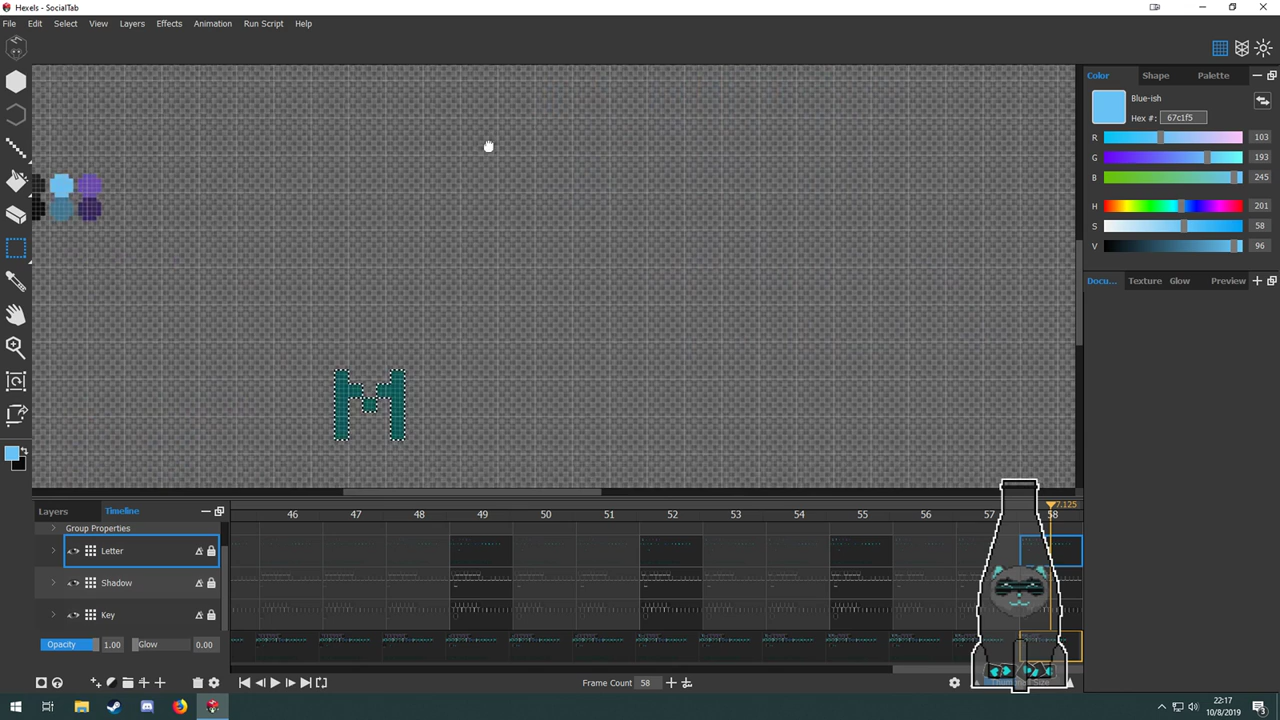 Hexels - SocialTab
File Edit Select View Layers Effects Animation Run Script Help
Color Shape Palette
Blue-ish
Hex #: 67c1f5
R 103
G 193
B 245
H 201
S 58
V 96
Docu... Texture Glow Preview
M
Layers Timeline
46 47 48 49 50 51 52 53 54 55 56 57 58
7.125
Group Properties
Letter
Shadow
Key
Opacity 1.00 Glow 0.00
Frame Count 58
22:17
10/8/2019
3